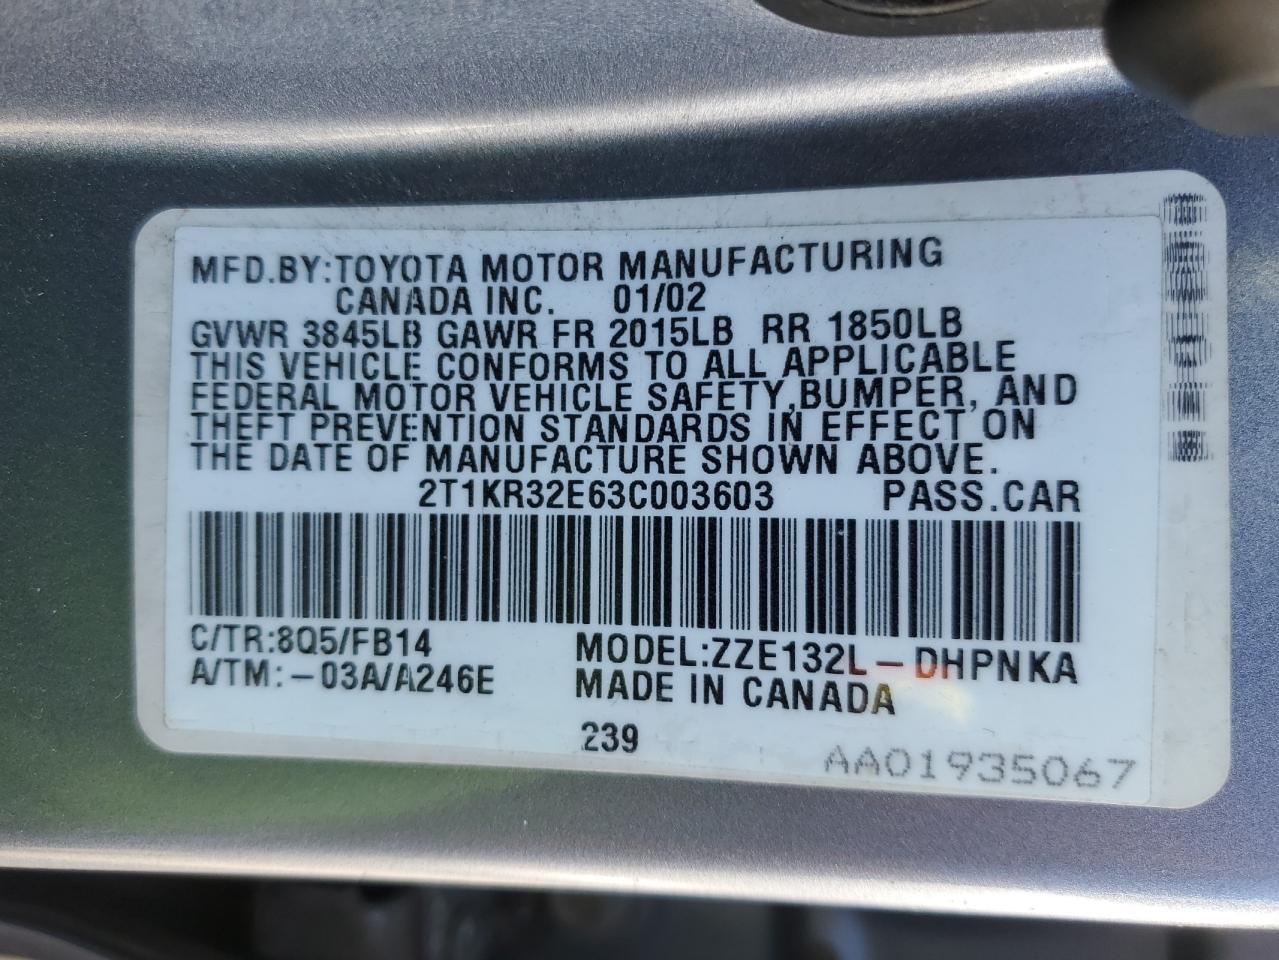 MFD.BY:TOYOTA MOTOR MANUFACTURING
CANADA INC. 01/02
GVWR 3845LB GAWR FR 2015LB RR 1850LB
THIS VEHICLE CONFORMS TO ALL APPLICABLE
FEDERAL MOTOR VEHICLE SAFETY,BUMPER, AND
THEFT PREVENTION STANDARDS IN EFFECT ON
THE DATE OF MANUFACTURE SHOWN ABOVE.
2T1KR32E63C003603 PASS.CAR
C/TR:8Q5/FB14 MODEL:ZZE132L-DHPNKA
A/TM:-03A/A246E MADE IN CANADA
239
AA01935067